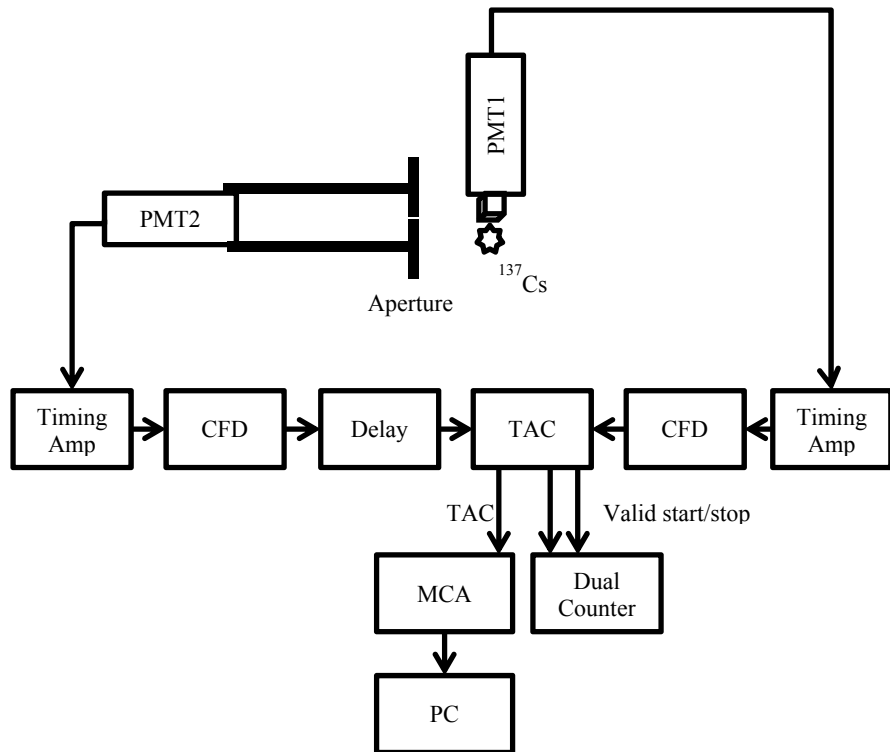 PMT1
PMT2
¹³⁷Cs
Aperture
Timing
Amp
CFD
Delay
TAC
CFD
Timing
Amp
TAC
Valid start/stop
MCA
Dual
Counter
PC